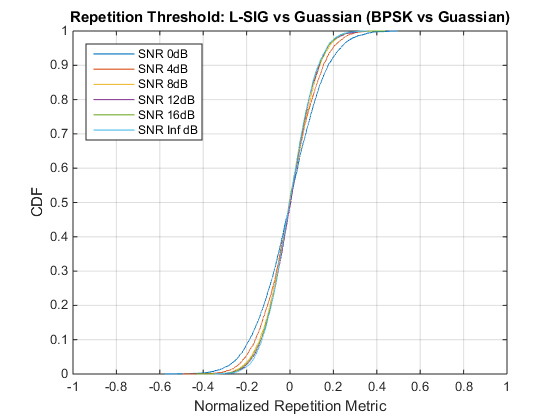 Repetition Threshold: L-SIG vs Guassian (BPSK vs Guassian)
SNR 0dB
SNR 4dB
SNR 8dB
SNR 12dB
SNR 16dB
SNR Inf dB
CDF
1
0.9
0.8
0.7
0.6
0.5
0.4
0.3
0.2
0.1
0
-1 -0.8 -0.6 -0.4 -0.2 0 0.2 0.4 0.6 0.8 1
Normalized Repetition Metric